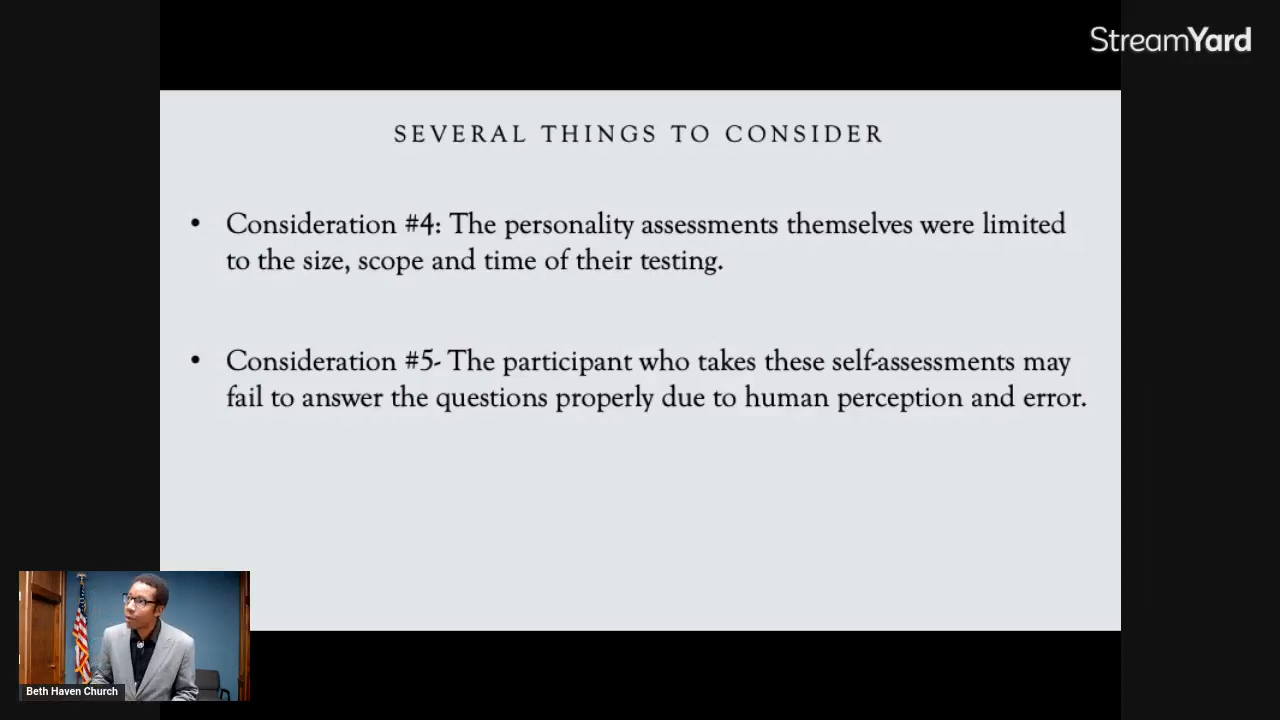 StreamYard
SEVERAL THINGS TO CONSIDER
• Consideration #4: The personality assessments themselves were limited
to the size, scope and time of their testing.
• Consideration #5- The participant who takes these self-assessments may
fail to answer the questions properly due to human perception and error.
Beth Haven Church